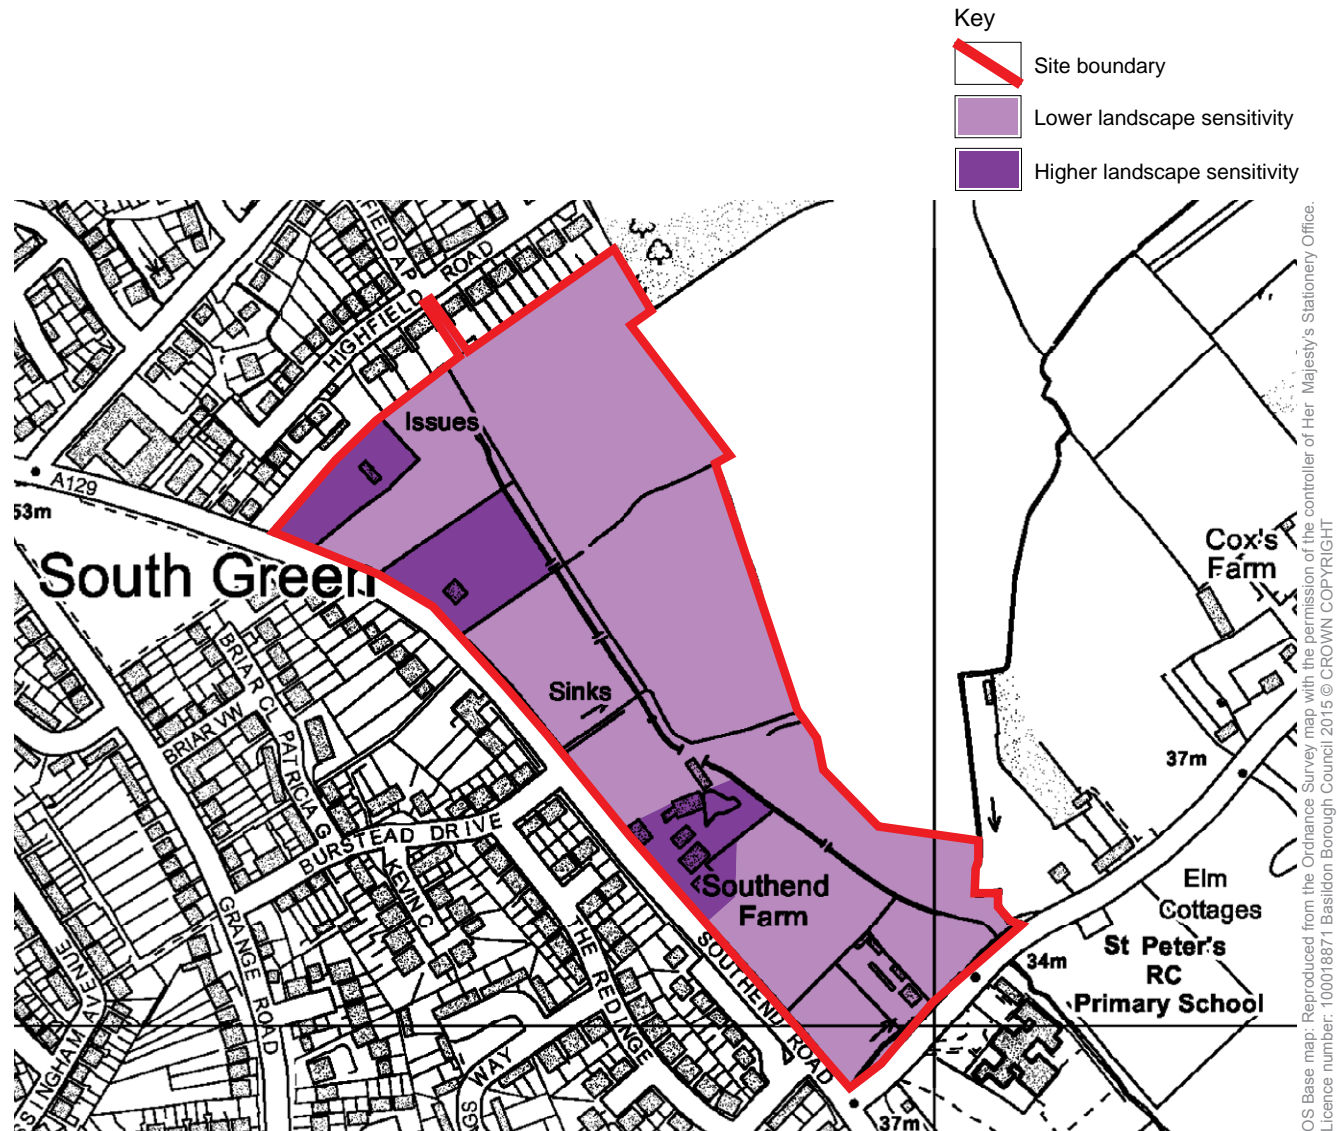 Key
Site boundary
Lower landscape sensitivity
Higher landscape sensitivity
HIGHFIELD ROAD
Issues
A129
53m
South Green
Cox's
Farm
BRIAR CL
BRIAR VW
PATRICIA G
Sinks
37m
BURSTEAD DRIVE
KEVIN C
Southend
Farm
Elm
Cottages
GRANGE ROAD
THE REDINGE
SOUTHEND ROAD
St Peter's
RC
Primary School
34m
AVENUE
SSINGHAM AVE
GS WAY
37m
OS Base map: Reproduced from the Ordnance Survey map with the permission of the controller of Her Majesty's Stationery Office.
Licence number: 100018871 Basildon Borough Council 2015 © CROWN COPYRIGHT